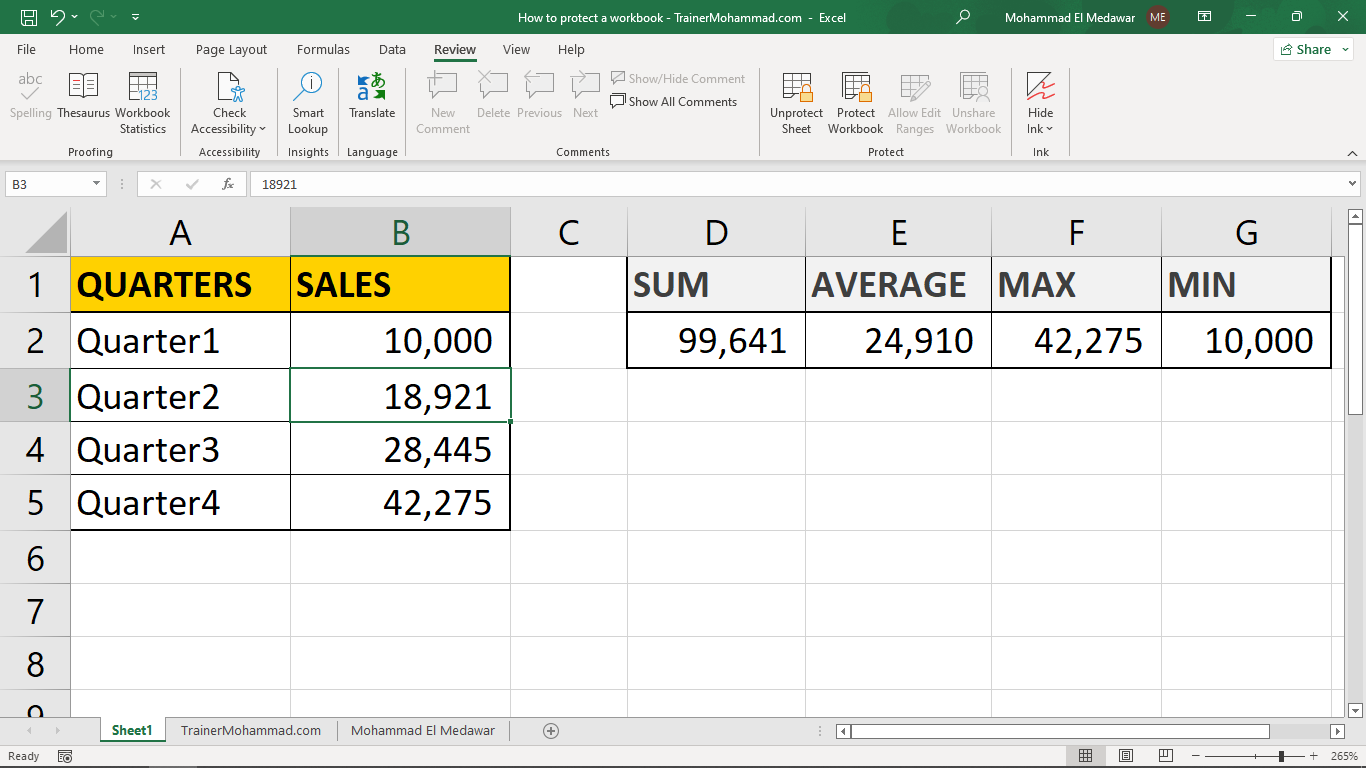 How to protect a workbook - TrainerMohammad.com - Excel
Mohammad El Medawar ME
File Home Insert Page Layout Formulas Data Review View Help Share
abc
Spelling
Thesaurus
Workbook Statistics
123
Check Accessibility
Smart Lookup
a
Translate
New Comment
Delete
Previous
Next
Show/Hide Comment
Show All Comments
Unprotect Sheet
Protect Workbook
Allow Edit Ranges
Unshare Workbook
Hide Ink
Proofing Accessibility Insights Language Comments Protect Ink
B3 fx 18921
A B C D E F G
1 QUARTERS SALES SUM AVERAGE MAX MIN
2 Quarter1 10,000 99,641 24,910 42,275 10,000
3 Quarter2 18,921
4 Quarter3 28,445
5 Quarter4 42,275
6
7
8
9
Sheet1 TrainerMohammad.com Mohammad El Medawar
Ready 265%